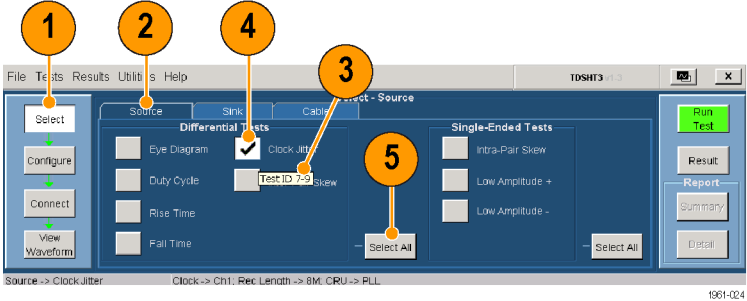 1
2
4
3
File Tests Results Utilities Help
TDSHT3 v1.3
Select - Source
Select
Configure
Connect
View
Waveform
Source
Sink
Cable
Differential Tests
Eye Diagram
Clock Jitter
Duty Cycle
Test ID 7-9
Skew
Rise Time
Fall Time
5
Select All
Single-Ended Tests
Intra-Pair Skew
Low Amplitude +
Low Amplitude -
Select All
Run
Test
Result
Report
Summary
Detail
Source -> Clock Jitter
Clock -> Ch1; Rec Length -> 8M; CRU -> PLL
1961-024